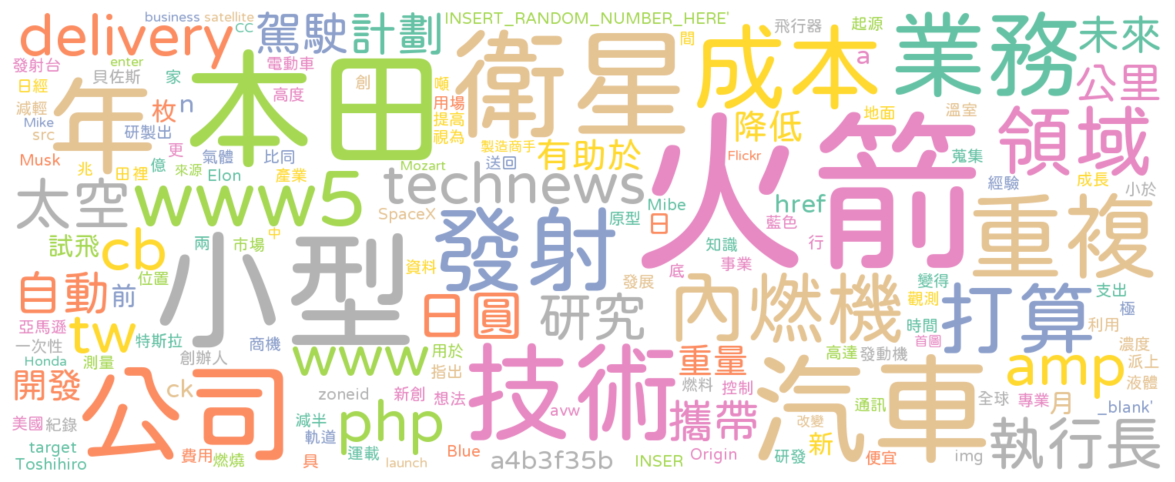 business satellite
CC
INSERT_RANDOM_NUMBER_HERE'
飛行器
起源
delivery
駕駛
計劃
成本
業務
未來
a
間
enter
發射台
電動車
家
貝佐斯
日經
減輕
Mike
src
年
枚
n
高度
本田
創
噸
用場
提高
視為
衛星
降低
地面
溫室
公里
領域
研製出
更
氣體
比同
Musk
兆
田裡
億
來源
Elon
產業
Mozart
製造商手
送回
有助於
火箭
Flickr
蒐集
經驗
成長
小於
太空
www5
technews
SpaceX
Mibe
原型
日
href
藍色
行
知識
事業
重複
試飛
cb
兩
市場
中
小型
資料
發射
底
變得
支出
位置
自動
前
發展
內燃機
觀測
極
日圓
研究
打算
時間
利用
首圖
亞馬遜
tw
特斯拉
一次性
商機
www
用於
指出
技術
重量
高達
發動機
濃度
派上
液體
amp
Honda
測量
創辦人
開發
公司
ck
zoneid
新創
想法
燃料
控制
汽車
通訊
全球
專業
月
_blank'
美國
紀錄
減半
軌道
php
avw
攜帶
改變
新
執行長
target
Toshihiro
費用
燃燒
具
運載
launch
Blue
a4b3f35b
INSER
Origin
研發
便宜
img